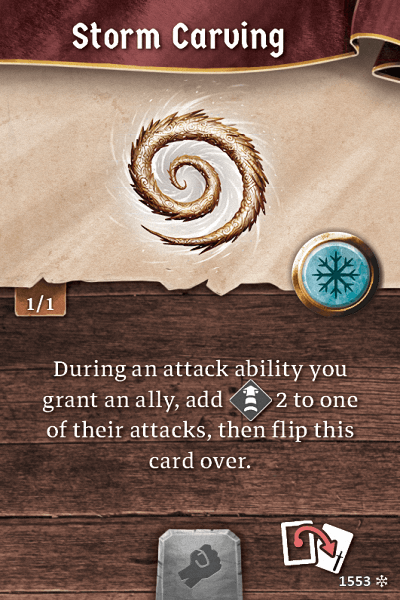 Storm Carving
1/1
During an attack ability you
grant an ally, add 2 to one
of their attacks, then flip this
card over.
1553